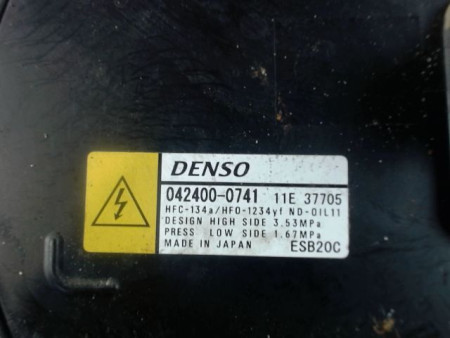 DENSO
042400-0741 11E 37705
HFC-134a/HFO-1234yf ND-OIL11
DESIGN HIGH SIDE 3.53MPa
PRESS LOW SIDE 1.67MPa
MADE IN JAPAN ESB20C